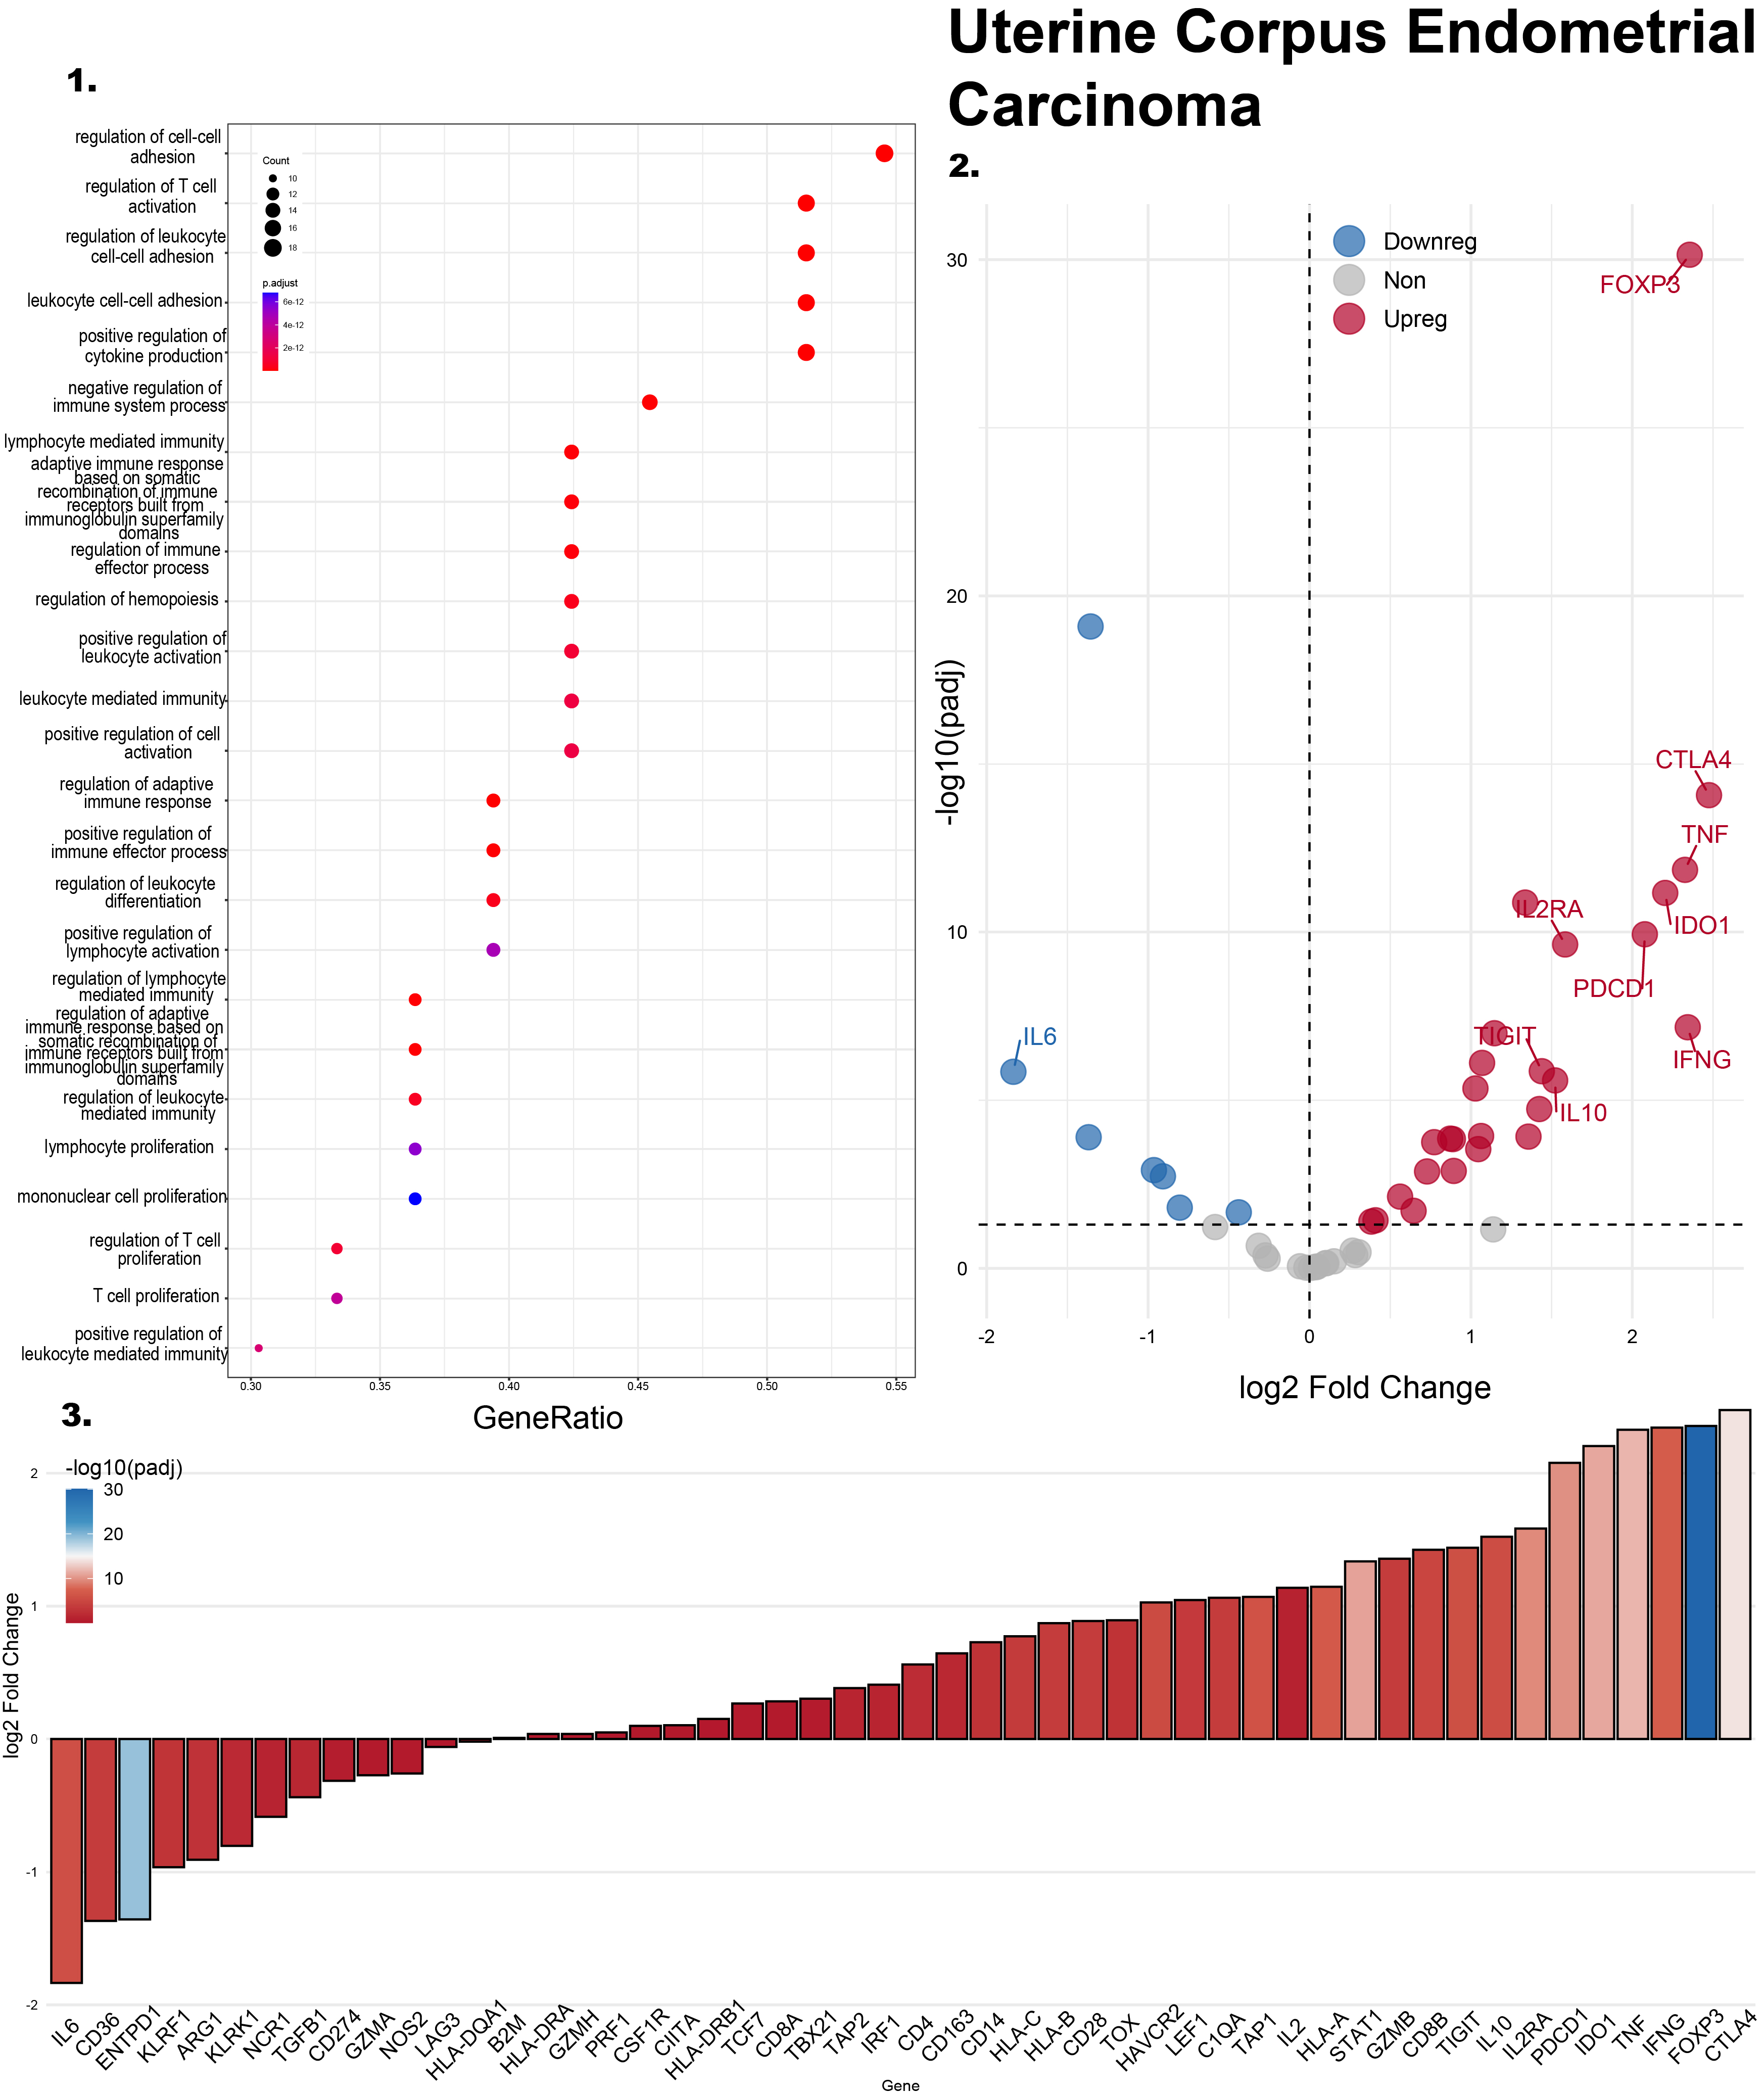 Uterine Corpus Endometrial
Carcinoma
1.
regulation of cell-cell
adhesion
regulation of T cell
activation
regulation of leukocyte
cell-cell adhesion
leukocyte cell-cell adhesion
positive regulation of
cytokine production
negative regulation of
immune system process
lymphocyte mediated immunity
adaptive immune response
based on somatic
recombination of immune
receptors built from
immunoglobulin superfamily
domains
regulation of immune
effector process
regulation of hemopoiesis
positive regulation of
leukocyte activation
leukocyte mediated immunity
positive regulation of cell
activation
regulation of adaptive
immune response
positive regulation of
immune effector process
regulation of leukocyte
differentiation
positive regulation of
lymphocyte activation
regulation of lymphocyte
mediated immunity
regulation of adaptive
immune response based on
somatic recombination of
immune receptors built from
immunoglobulin superfamily
domains
regulation of leukocyte
mediated immunity
lymphocyte proliferation
mononuclear cell proliferation
regulation of T cell
proliferation
T cell proliferation
positive regulation of
leukocyte mediated immunity
Count
10
12
14
16
18
p.adjust
6e-12
4e-12
2e-12
0.30 0.35 0.40 0.45 0.50 0.55
GeneRatio
2.
Downreg
Non
Upreg
30
20
10
0
-log10(padj)
FOXP3
CTLA4
TNF
IL2RA
IDO1
PDCD1
IL6
TIGIT
IFNG
IL10
-2 -1 0 1 2
log2 Fold Change
3.
-log10(padj)
30
20
10
2
1
0
-1
-2
log2 Fold Change
IL6 CD36 ENTPD1 KLRF1 ARG1 KLRK1 NCR1 TGFB1 CD274 GZMA NOS2 LAG3 HLA-DQA1 B2M HLA-DRA GZMH PRF1 CSF1R CIITA HLA-DRB1 TCF7 CD8A TBX21 TAP2 IRF1 CD4 CD163 CD14 HLA-C HLA-B CD28 TOX HAVCR2 LEF1 C1QA TAP1 IL2 HLA-A STAT1 GZMB CD8B TIGIT IL10 IL2RA PDCD1 IDO1 TNF IFNG FOXP3 CTLA4
Gene